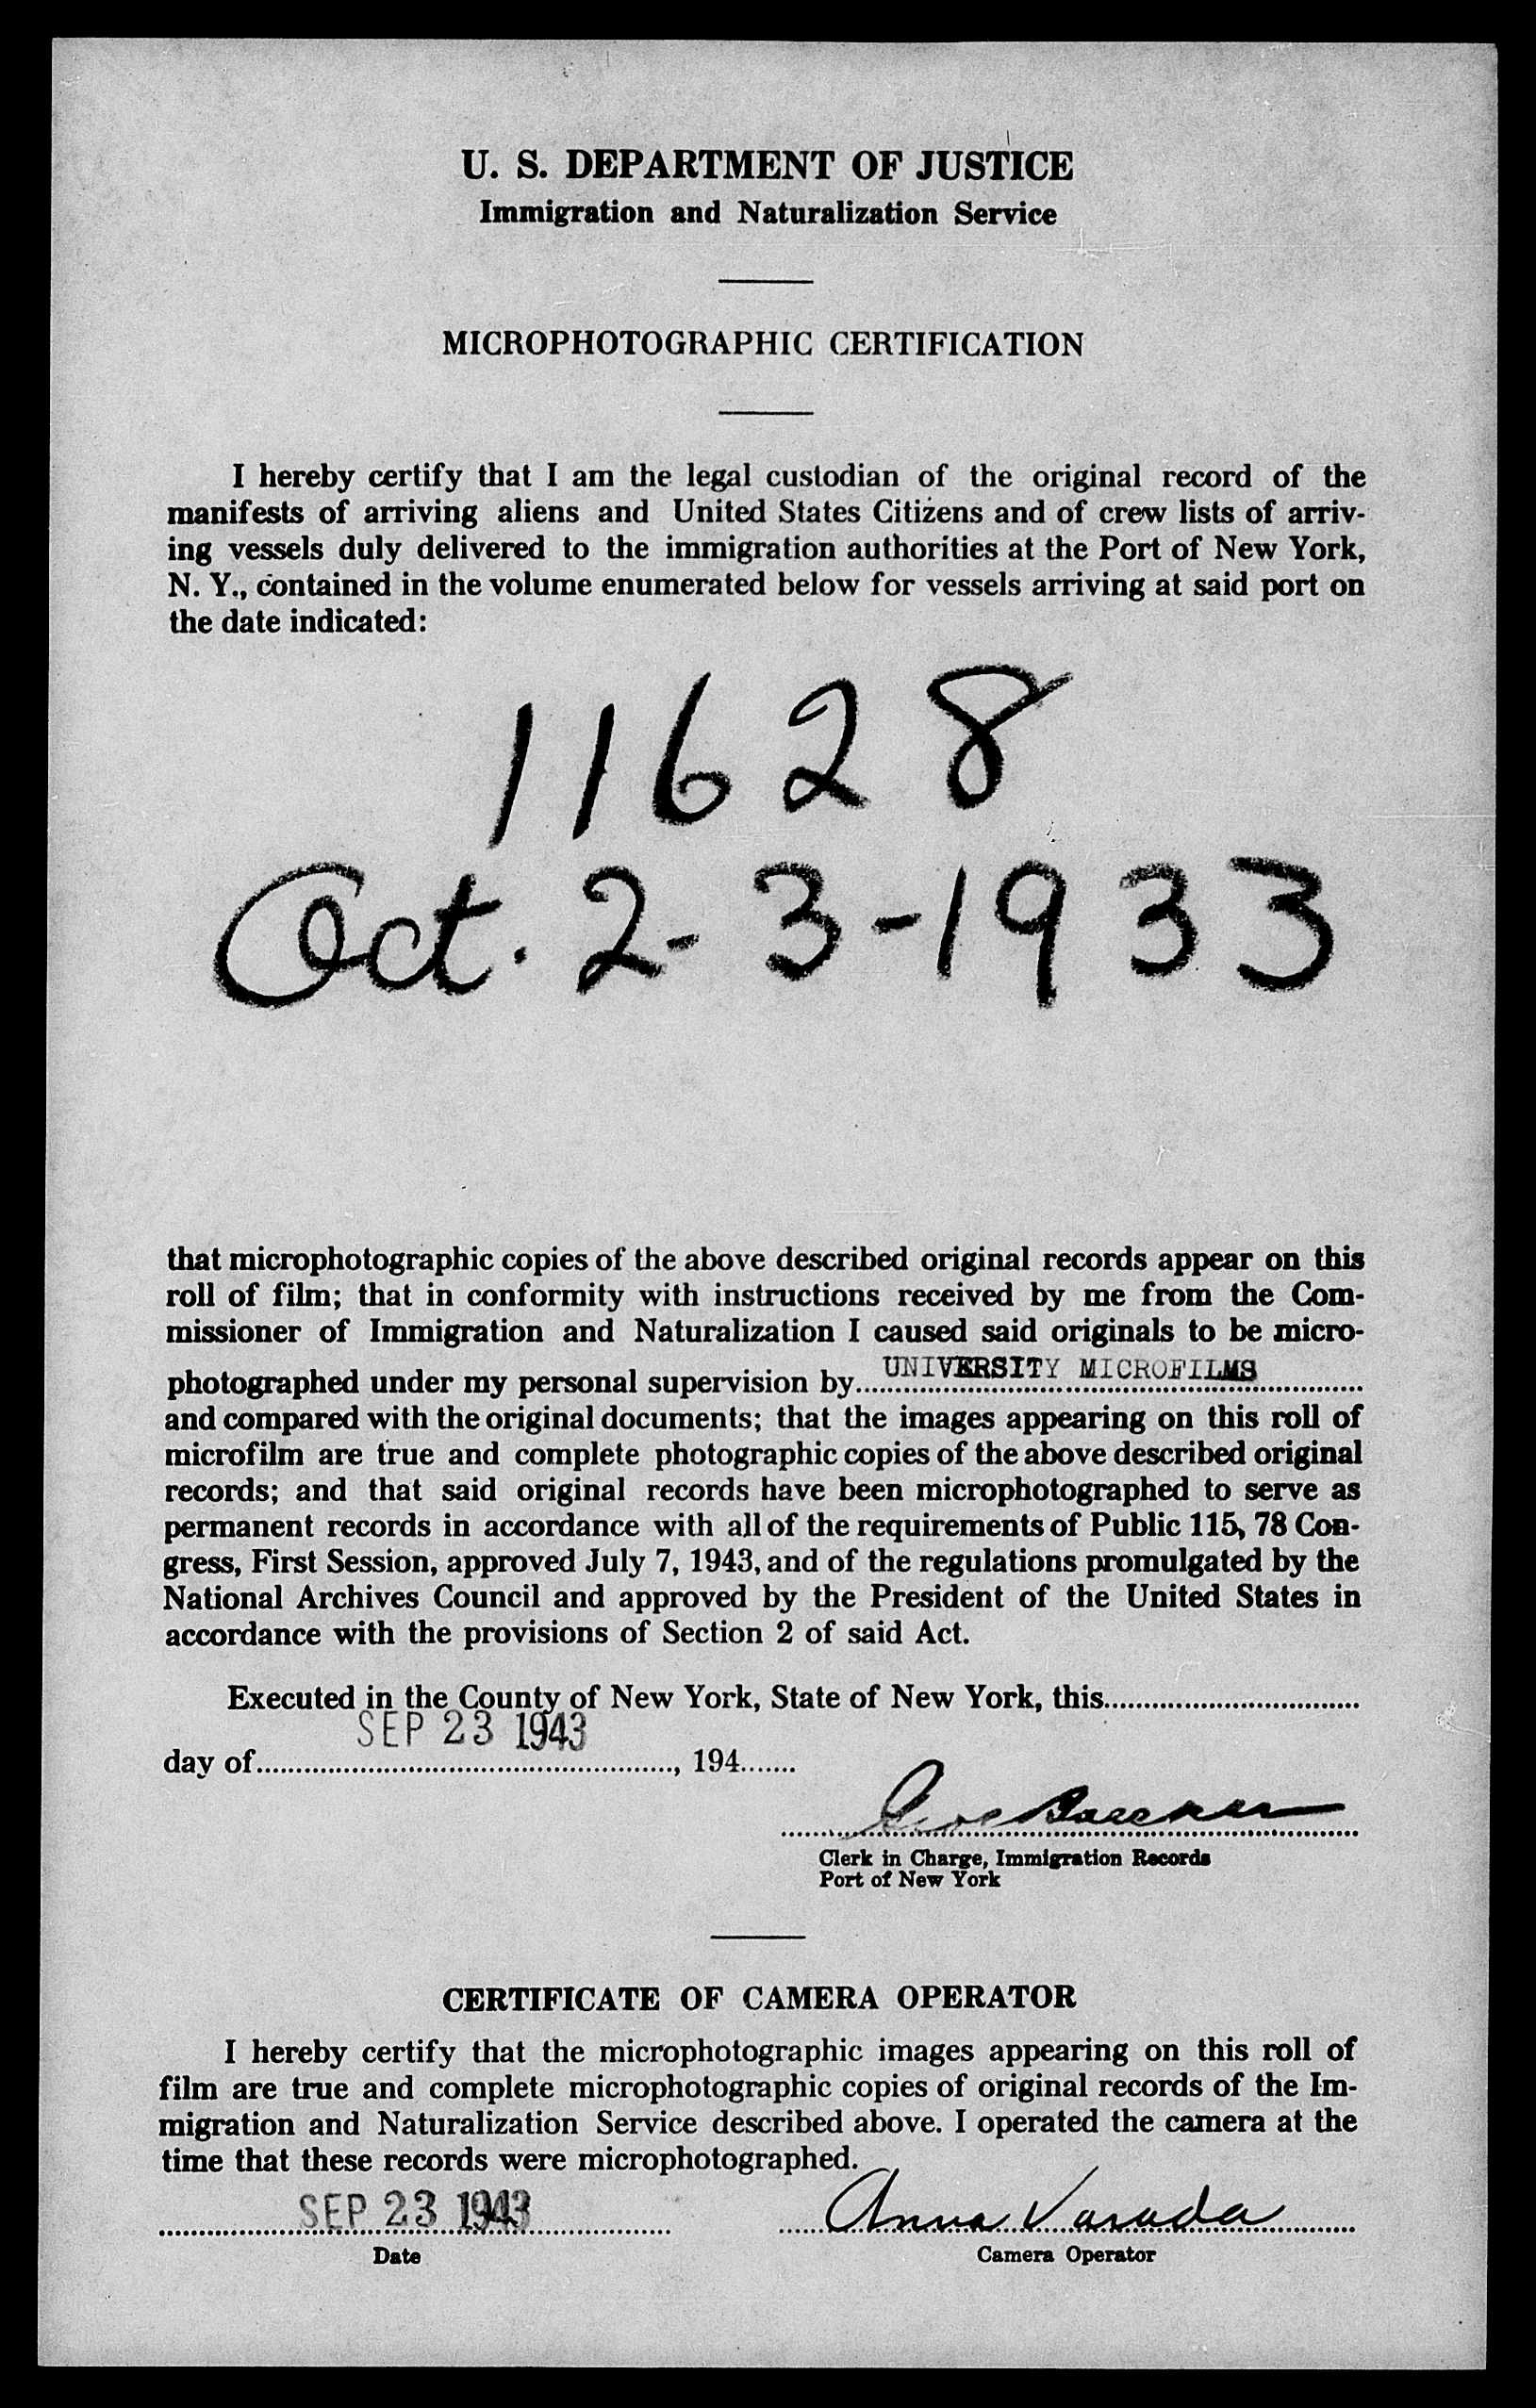 U. S. DEPARTMENT OF JUSTICE
Immigration and Naturalization Service
MICROPHOTOGRAPHIC CERTIFICATION
I hereby certify that I am the legal custodian of the original record of the
manifests of arriving aliens and United States Citizens and of crew lists of arriv-
ing vessels duly delivered to the immigration authorities at the Port of New York,
N. Y., contained in the volume enumerated below for vessels arriving at said port on
the date indicated:
11628
Oct. 2-3-1933
that microphotographic copies of the above described original records appear on this
roll of film; that in conformity with instructions received by me from the Com-
missioner of Immigration and Naturalization I caused said originals to be micro-
photographed under my personal supervision by UNIVERSITY MICROFILMS
and compared with the original documents; that the images appearing on this roll of
microfilm are true and complete photographic copies of the above described original
records; and that said original records have been microphotographed to serve as
permanent records in accordance with all of the requirements of Public 115, 78 Con-
gress, First Session, approved July 7, 1943, and of the regulations promulgated by the
National Archives Council and approved by the President of the United States in
accordance with the provisions of Section 2 of said Act.
Executed in the County of New York, State of New York, this
SEP 23 1943
day of , 194
Clerk in Charge, Immigration Records
Port of New York
CERTIFICATE OF CAMERA OPERATOR
I hereby certify that the microphotographic images appearing on this roll of
film are true and complete microphotographic copies of original records of the Im-
migration and Naturalization Service described above. I operated the camera at the
time that these records were microphotographed.
SEP 23 1943 Anna Varada
Date Camera Operator